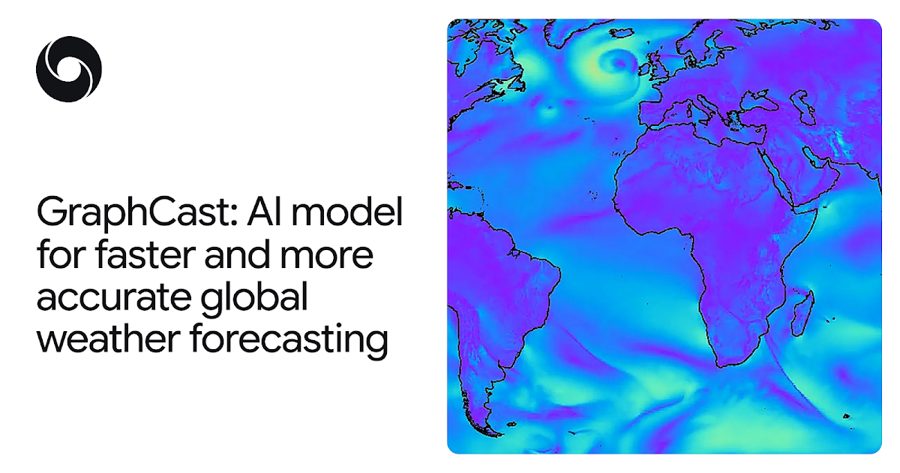 GraphCast: AI model
for faster and more
accurate global
weather forecasting